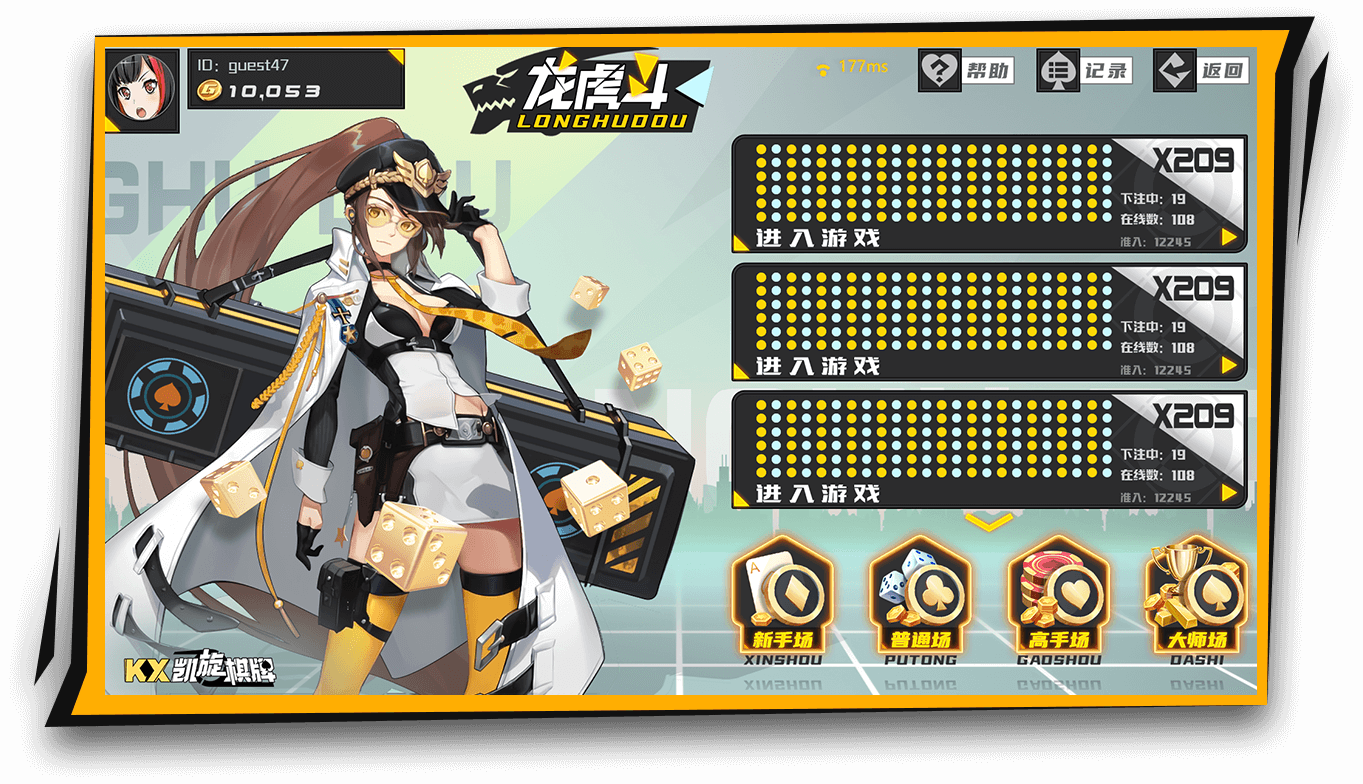 ID: guest47
G 10,053
龙虎斗
LONGHUDOU
177ms
帮助
记录
返回
X209
下注中: 19
在线数: 108
准入: 12245
进入游戏
X209
下注中: 19
在线数: 108
准入: 12245
进入游戏
X209
下注中: 19
在线数: 108
准入: 12245
进入游戏
A
新手场
XINSHOU
普通场
PUTONG
高手场
GAOSHOU
大师场
DASHI
KX凯旋棋牌